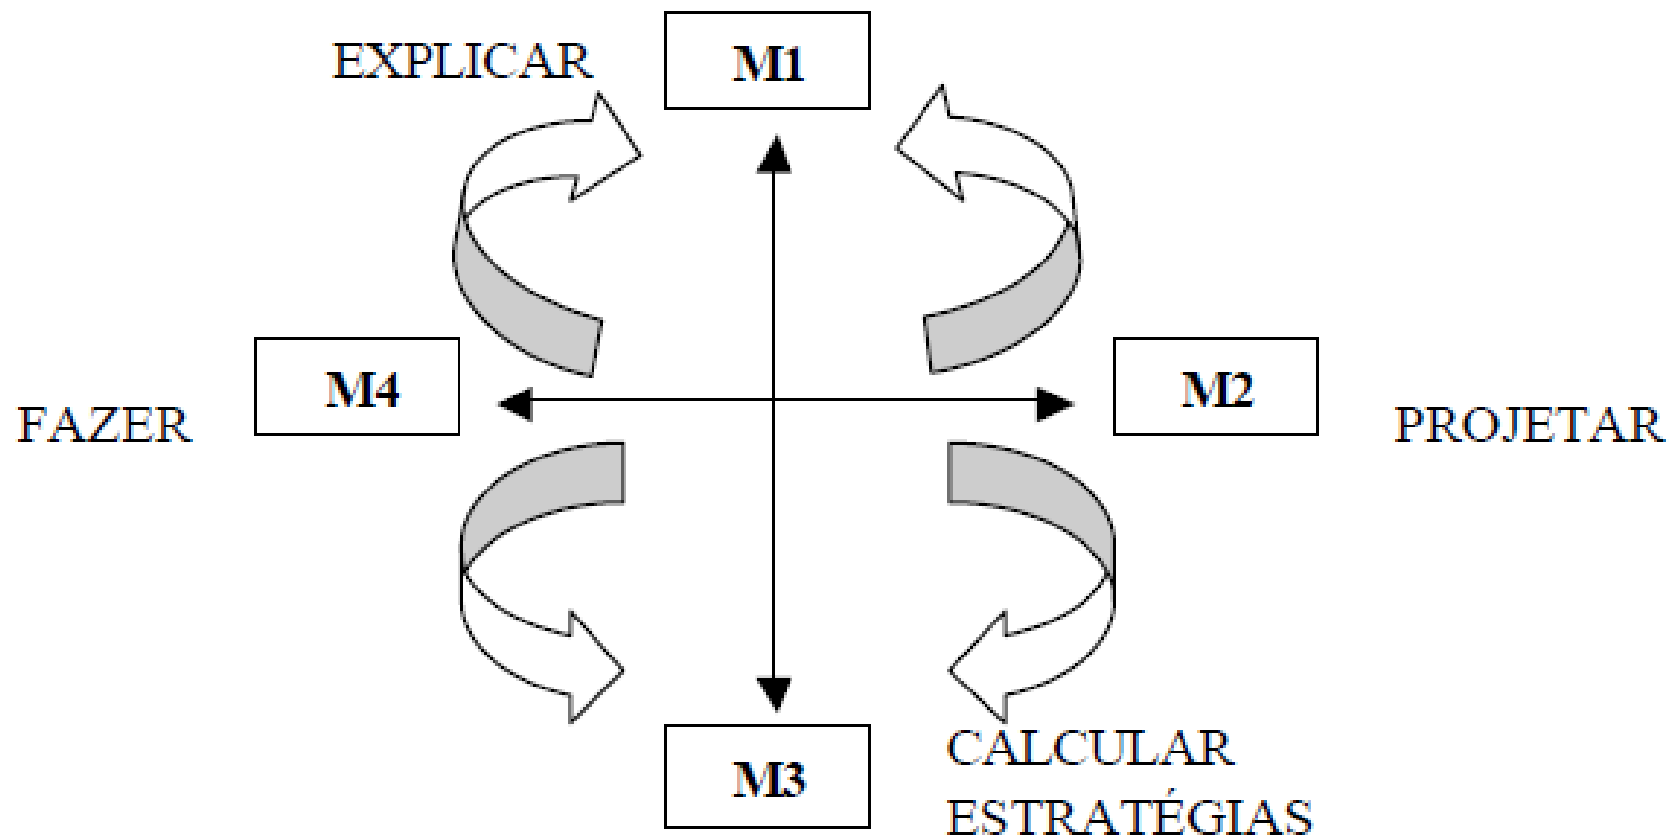 EXPLICAR
M1
M4
M2
FAZER
PROJETAR
M3
CALCULAR
ESTRATÉGIAS